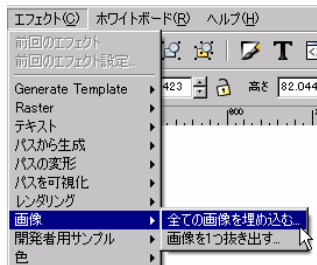 エフェクト(C) ホワイトボード(R) ヘルプ(H)
前回のエフェクト
前回のエフェクト設定...
423 高さ 82.044
Generate Template
800
Raster
テキスト
パスから生成
パスの変形
パスを可視化
レンダリング
画像 全ての画像を埋め込む...
開発者用サンプル 画像を1つ抜き出す...
色